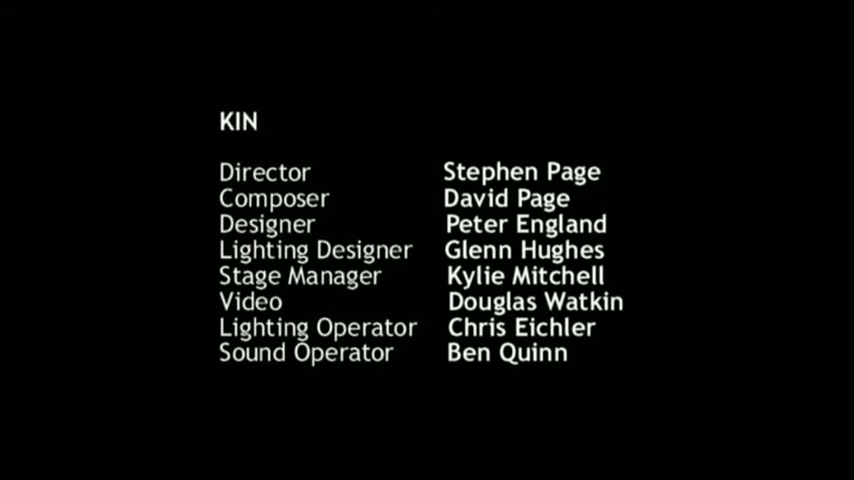 KIN
Director Stephen Page
Composer David Page
Designer Peter England
Lighting Designer Glenn Hughes
Stage Manager Kylie Mitchell
Video Douglas Watkin
Lighting Operator Chris Eichler
Sound Operator Ben Quinn